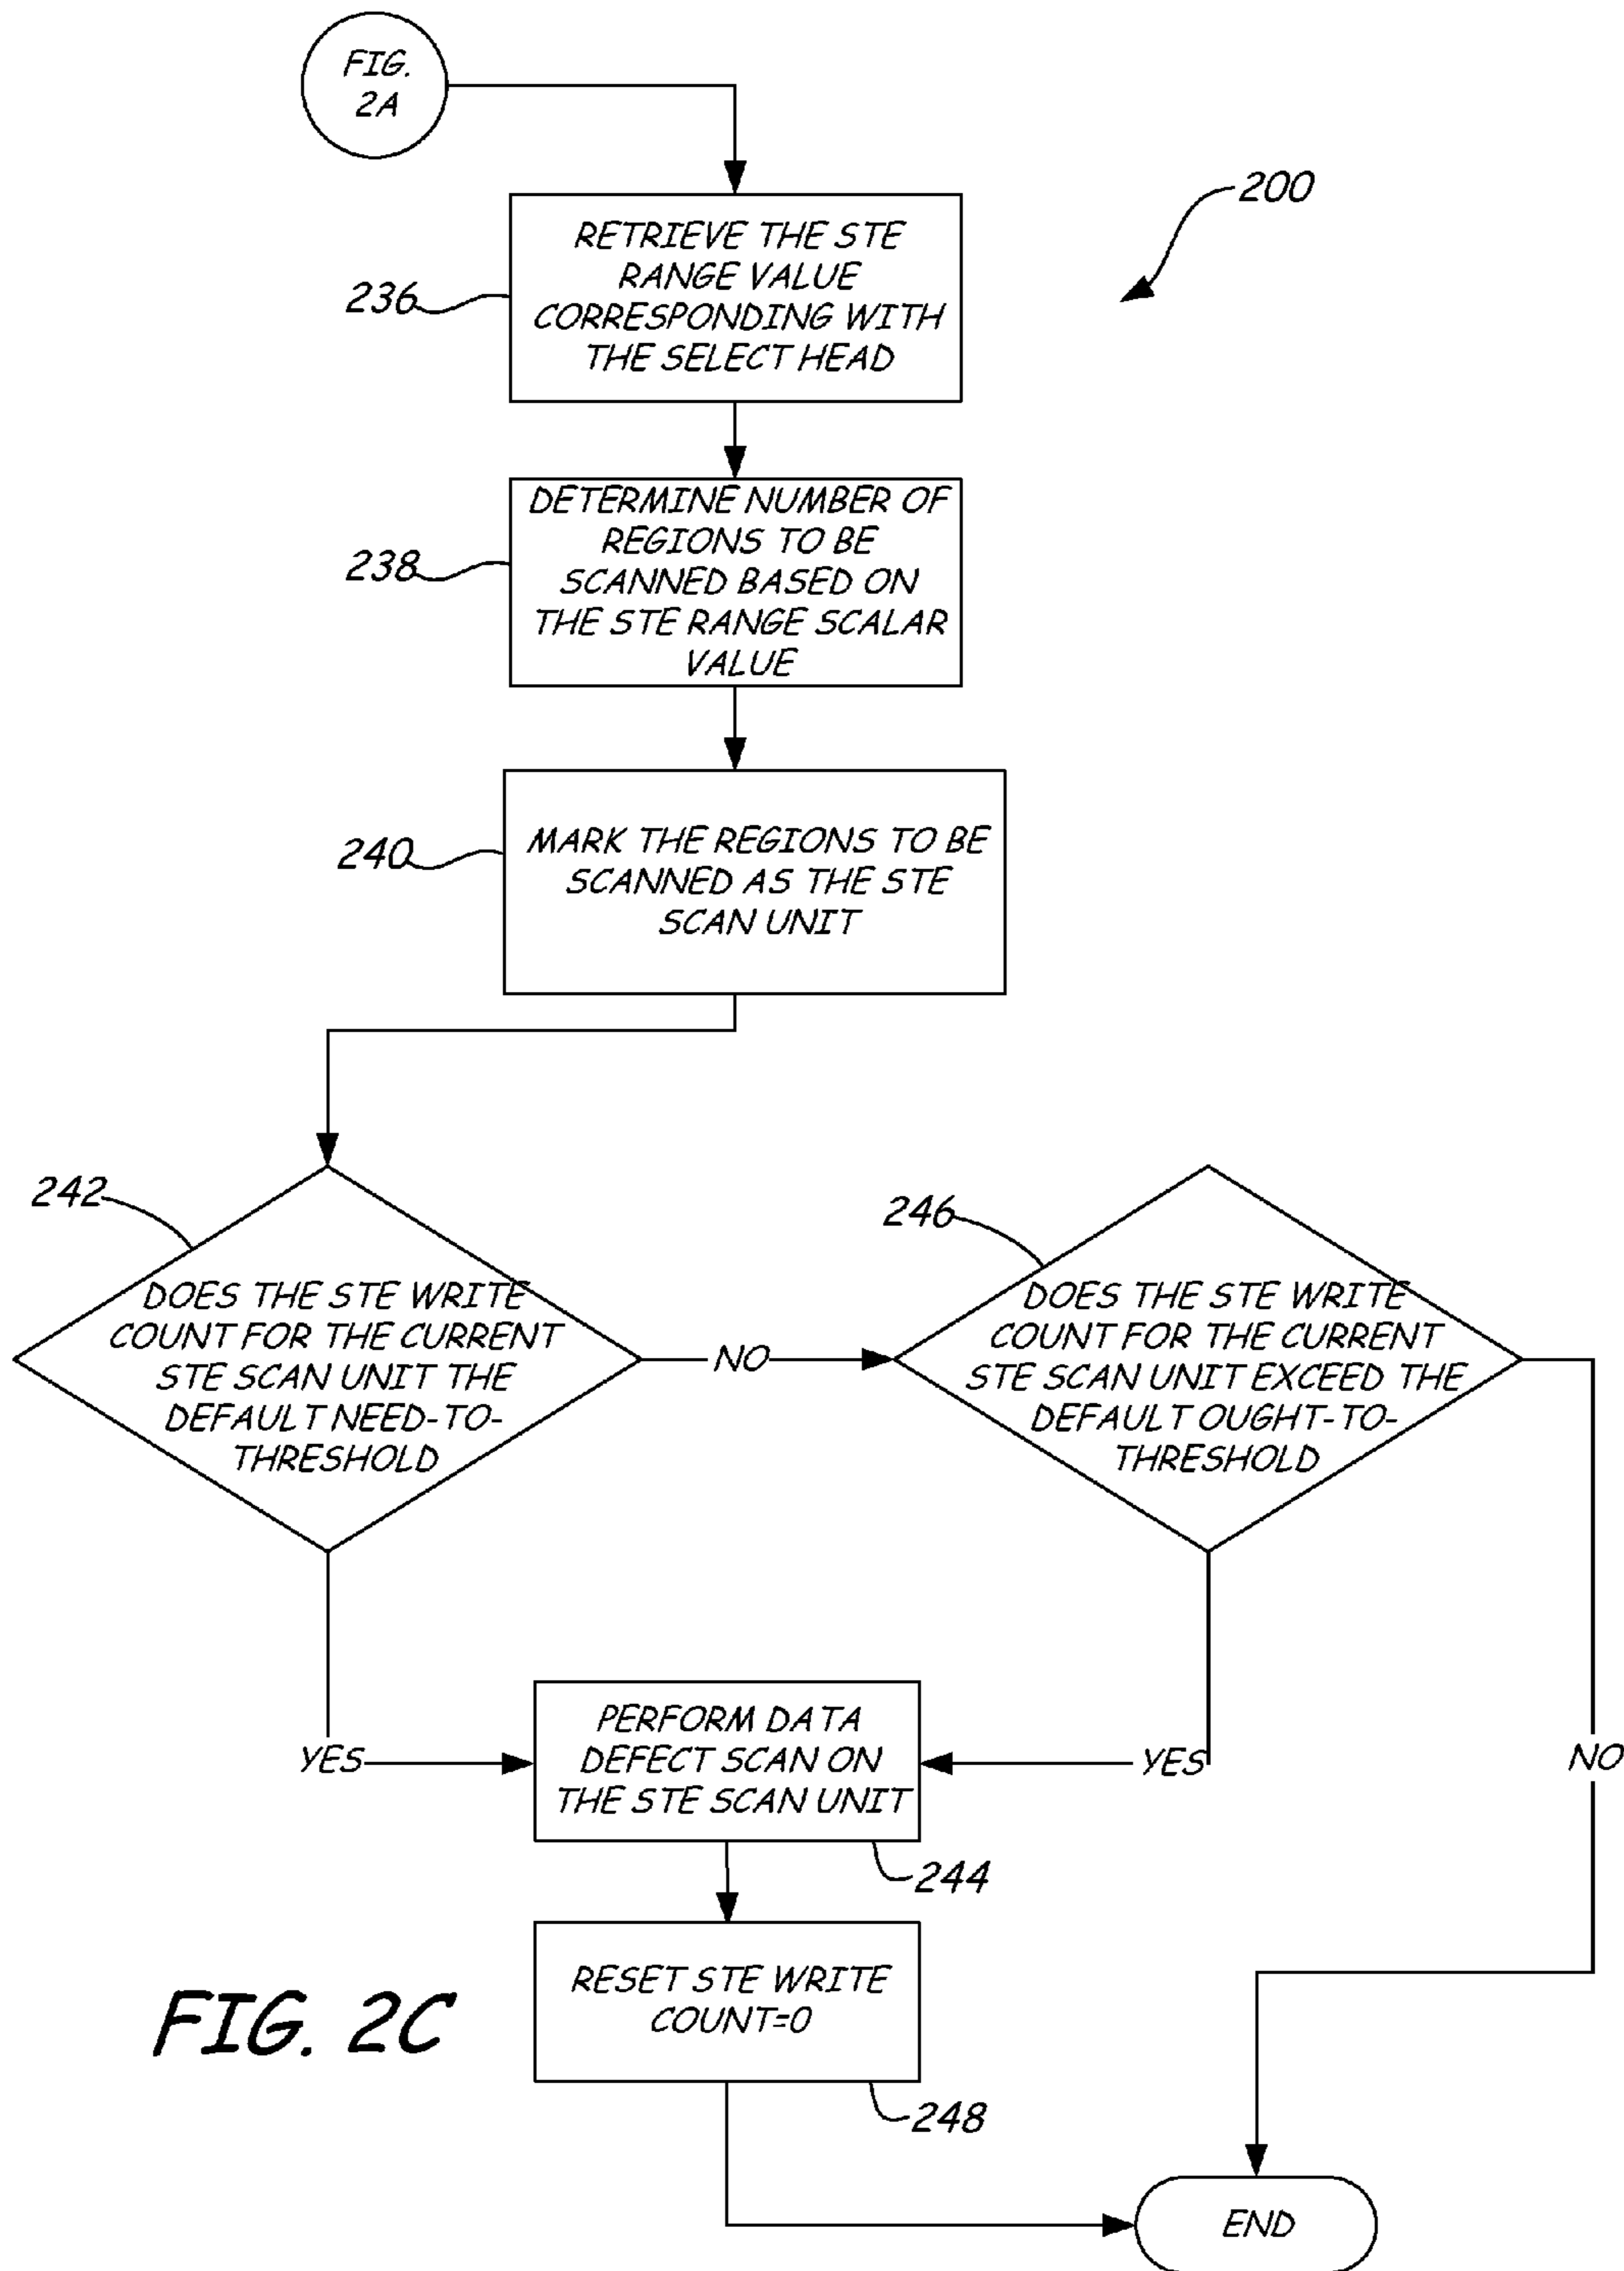 FIG.
2A
200
RETRIEVE THE STE
RANGE VALUE
CORRESPONDING WITH
THE SELECT HEAD
236
DETERMINE NUMBER OF
REGIONS TO BE
SCANNED BASED ON
THE STE RANGE SCALAR
VALUE
238
MARK THE REGIONS TO BE
SCANNED AS THE STE
SCAN UNIT
240
242
DOES THE STE WRITE
COUNT FOR THE CURRENT
STE SCAN UNIT THE
DEFAULT NEED-TO-
THRESHOLD
NO
246
DOES THE STE WRITE
COUNT FOR THE CURRENT
STE SCAN UNIT EXCEED THE
DEFAULT OUGHT-TO-
THRESHOLD
YES
PERFORM DATA
DEFECT SCAN ON
THE STE SCAN UNIT
YES
NO
244
RESET STE WRITE
COUNT=0
248
FIG. 2C
END